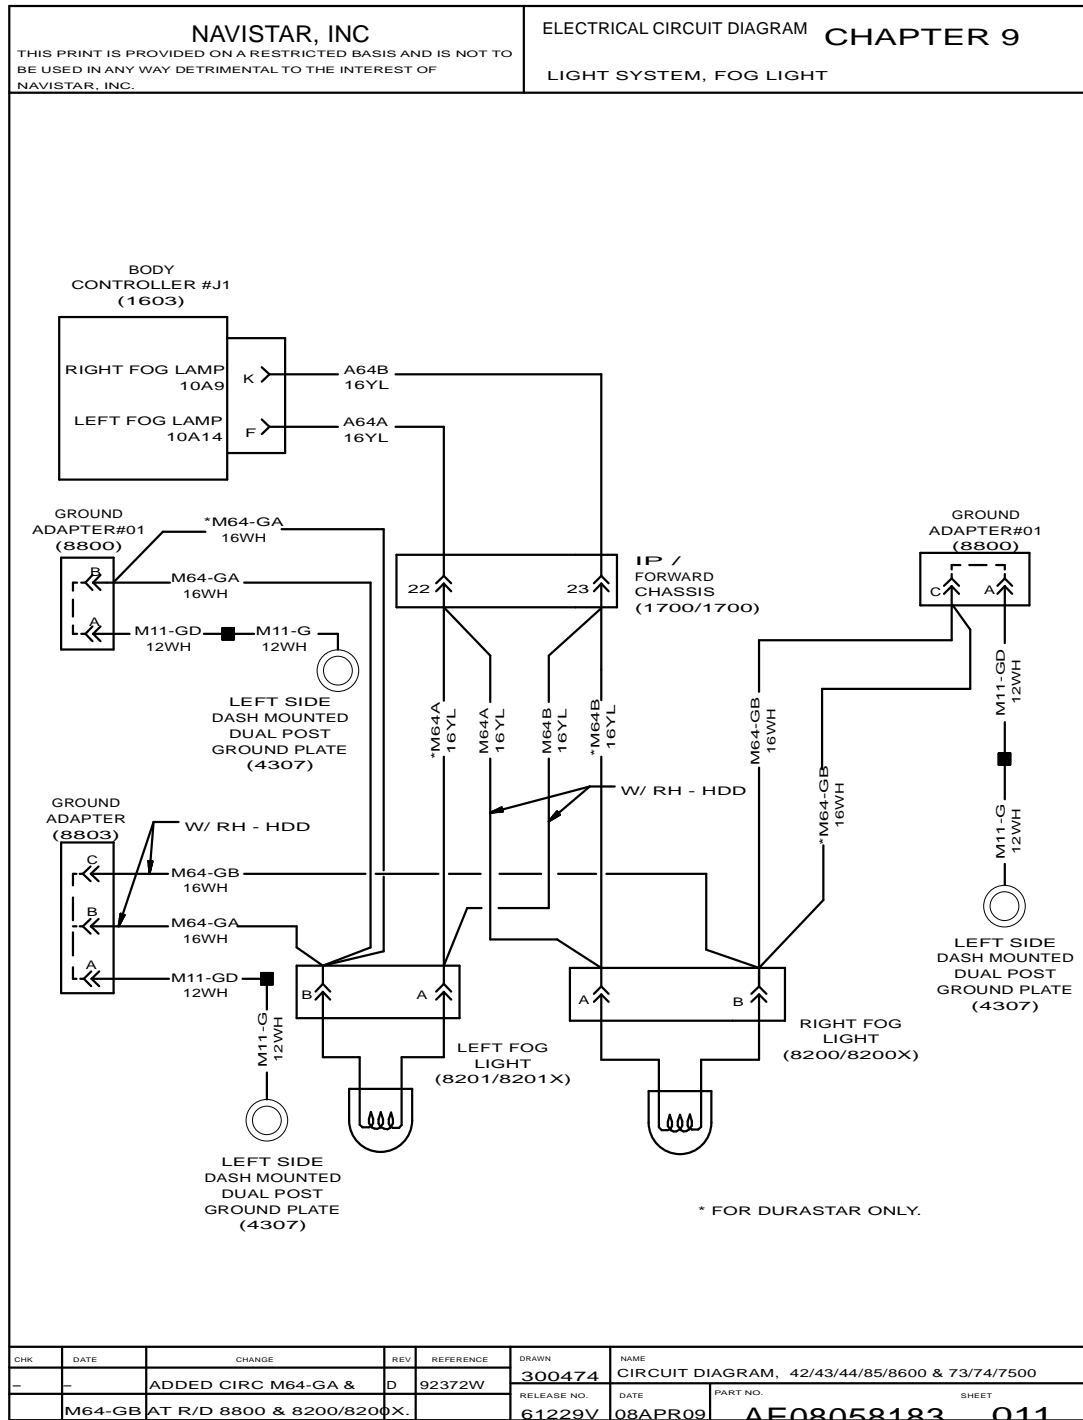 NAVISTAR, INC
THIS PRINT IS PROVIDED ON A RESTRICTED BASIS AND IS NOT TO
BE USED IN ANY WAY DETRIMENTAL TO THE INTEREST OF
NAVISTAR, INC.
ELECTRICAL CIRCUIT DIAGRAM CHAPTER 9
LIGHT SYSTEM, FOG LIGHT
BODY
CONTROLLER #J1
(1603)
RIGHT FOG LAMP
10A9
K
A64B
16YL
LEFT FOG LAMP
10A14
F
A64A
16YL
GROUND
ADAPTER#01
(8800)
B
A
*M64-GA
16WH
M64-GA
16WH
M11-GD
12WH
M11-G
12WH
LEFT SIDE
DASH MOUNTED
DUAL POST
GROUND PLATE
(4307)
22
23
IP /
FORWARD
CHASSIS
(1700/1700)
GROUND
ADAPTER#01
(8800)
C
A
*M64A
16YL
M64A
16YL
M64B
16YL
*M64B
16YL
M64-GB
16WH
*M64-GB
16WH
M11-GD
12WH
M11-G
12WH
LEFT SIDE
DASH MOUNTED
DUAL POST
GROUND PLATE
(4307)
W/ RH - HDD
GROUND
ADAPTER
(8803)
W/ RH - HDD
C
M64-GB
16WH
B
M64-GA
16WH
A
M11-GD
12WH
M11-G
12WH
LEFT SIDE
DASH MOUNTED
DUAL POST
GROUND PLATE
(4307)
B
A
LEFT FOG
LIGHT
(8201/8201X)
A
B
RIGHT FOG
LIGHT
(8200/8200X)
* FOR DURASTAR ONLY.
CHK DATE CHANGE REV REFERENCE
– – ADDED CIRC M64-GA & D 92372W
M64-GB AT R/D 8800 & 8200/8200X.
DRAWN
300474
NAME
CIRCUIT DIAGRAM, 42/43/44/85/8600 & 73/74/7500
RELEASE NO.
61229V
DATE
08APR09
PART NO.
AE08058183
SHEET
011